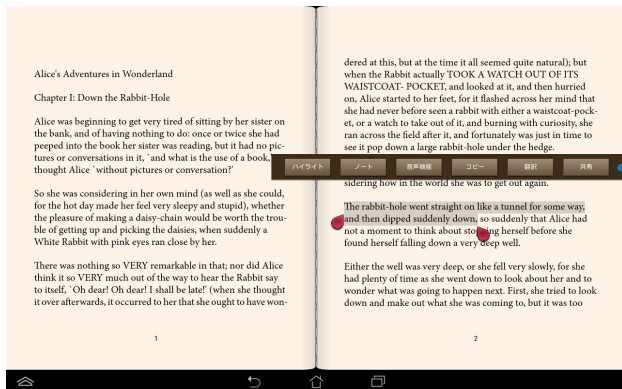 Alice's Adventures in Wonderland
Chapter I: Down the Rabbit-Hole
Alice was beginning to get very tired of sitting by her sister on
the bank, and of having nothing to do: once or twice she had
peeped into the book her sister was reading, but it had no pic-
tures or conversations in it, `and what is the use of a book,
thought Alice `without pictures or conversation?'
So she was considering in her own mind (as well as she could,
for the hot day made her feel very sleepy and stupid), whether
the pleasure of making a daisy-chain would be worth the trou-
ble of getting up and picking the daisies, when suddenly a
White Rabbit with pink eyes ran close by her.
There was nothing so VERY remarkable in that; nor did Alice
think it so VERY much out of the way to hear the Rabbit say
to itself, `Oh dear! Oh dear! I shall be late!' (when she thought
it over afterwards, it occurred to her that she ought to have won-
1
dered at this, but at the time it all seemed quite natural); but
when the Rabbit actually TOOK A WATCH OUT OF ITS
WAISTCOAT- POCKET, and looked at it, and then hurried
on, Alice started to her feet, for it flashed across her mind that
she had never before seen a rabbit with either a waistcoat-pock-
et, or a watch to take out of it, and burning with curiosity, she
ran across the field after it, and fortunately was just in time to
see it pop down a large rabbit-hole under the hedge.
ハイライト ノート 音声機能 コピー 翻訳 共有
sidering how in the world she was to get out again.
The rabbit-hole went straight on like a tunnel for some way,
and then dipped suddenly down, so suddenly that Alice had
not a moment to think about stopping herself before she
found herself falling down a very deep well.
Either the well was very deep, or she fell very slowly, for she
had plenty of time as she went down to look about her and to
wonder what was going to happen next. First, she tried to look
down and make out what she was coming to, but it was too
2